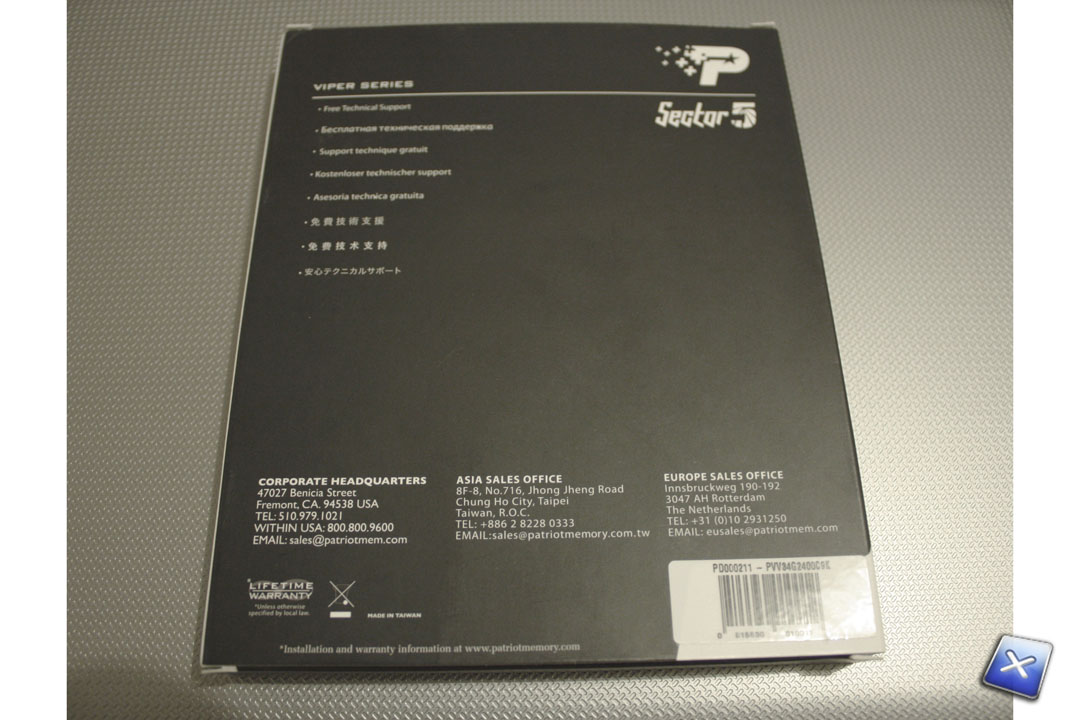 VIPER SERIES
• Free Technical Support
• Бесплатная техническая поддержка
• Support technique gratuit
• Kostenloser technischer support
• Asesoria technica gratuita
• 免費技術支援
• 免费技术支持
• 安心テクニカルサポート
P
Sector 5
CORPORATE HEADQUARTERS
47027 Benicia Street
Fremont, CA. 94538 USA
TEL: 510.979.1021
WITHIN USA: 800.800.9600
EMAIL: sales@patriotmem.com
ASIA SALES OFFICE
8F-8, No.716, Jhong Jheng Road
Chung Ho City, Taipei
Taiwan, R.O.C.
TEL: +886 2 8228 0333
EMAIL:sales@patriotmemory.com.tw
EUROPE SALES OFFICE
Innsbruckweg 190-192
3047 AH Rotterdam
The Netherlands
TEL: +31 (0)10 2931250
EMAIL: eusales@patriotmem.com
*LIFETIME
WARRANTY
*Unless otherwise
specified by local law.
MADE IN TAIWAN
PD000211 -
*Installation and warranty information at www.patriotmemory.com